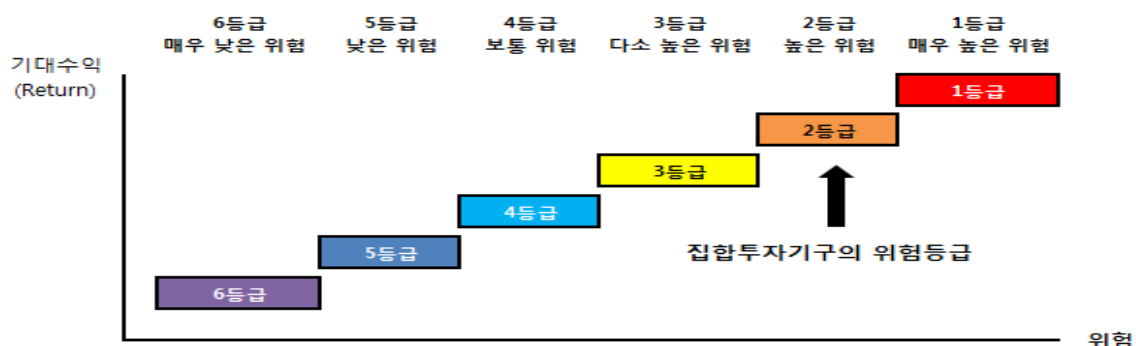 6등급 5등급 4등급 3등급 2등급 1등급
매우 낮은 위험 낮은 위험 보통 위험 다소 높은 위험 높은 위험 매우 높은 위험
기대수익
(Return)
1등급
2등급
3등급
4등급
집합투자기구의 위험등급
5등급
6등급
위험